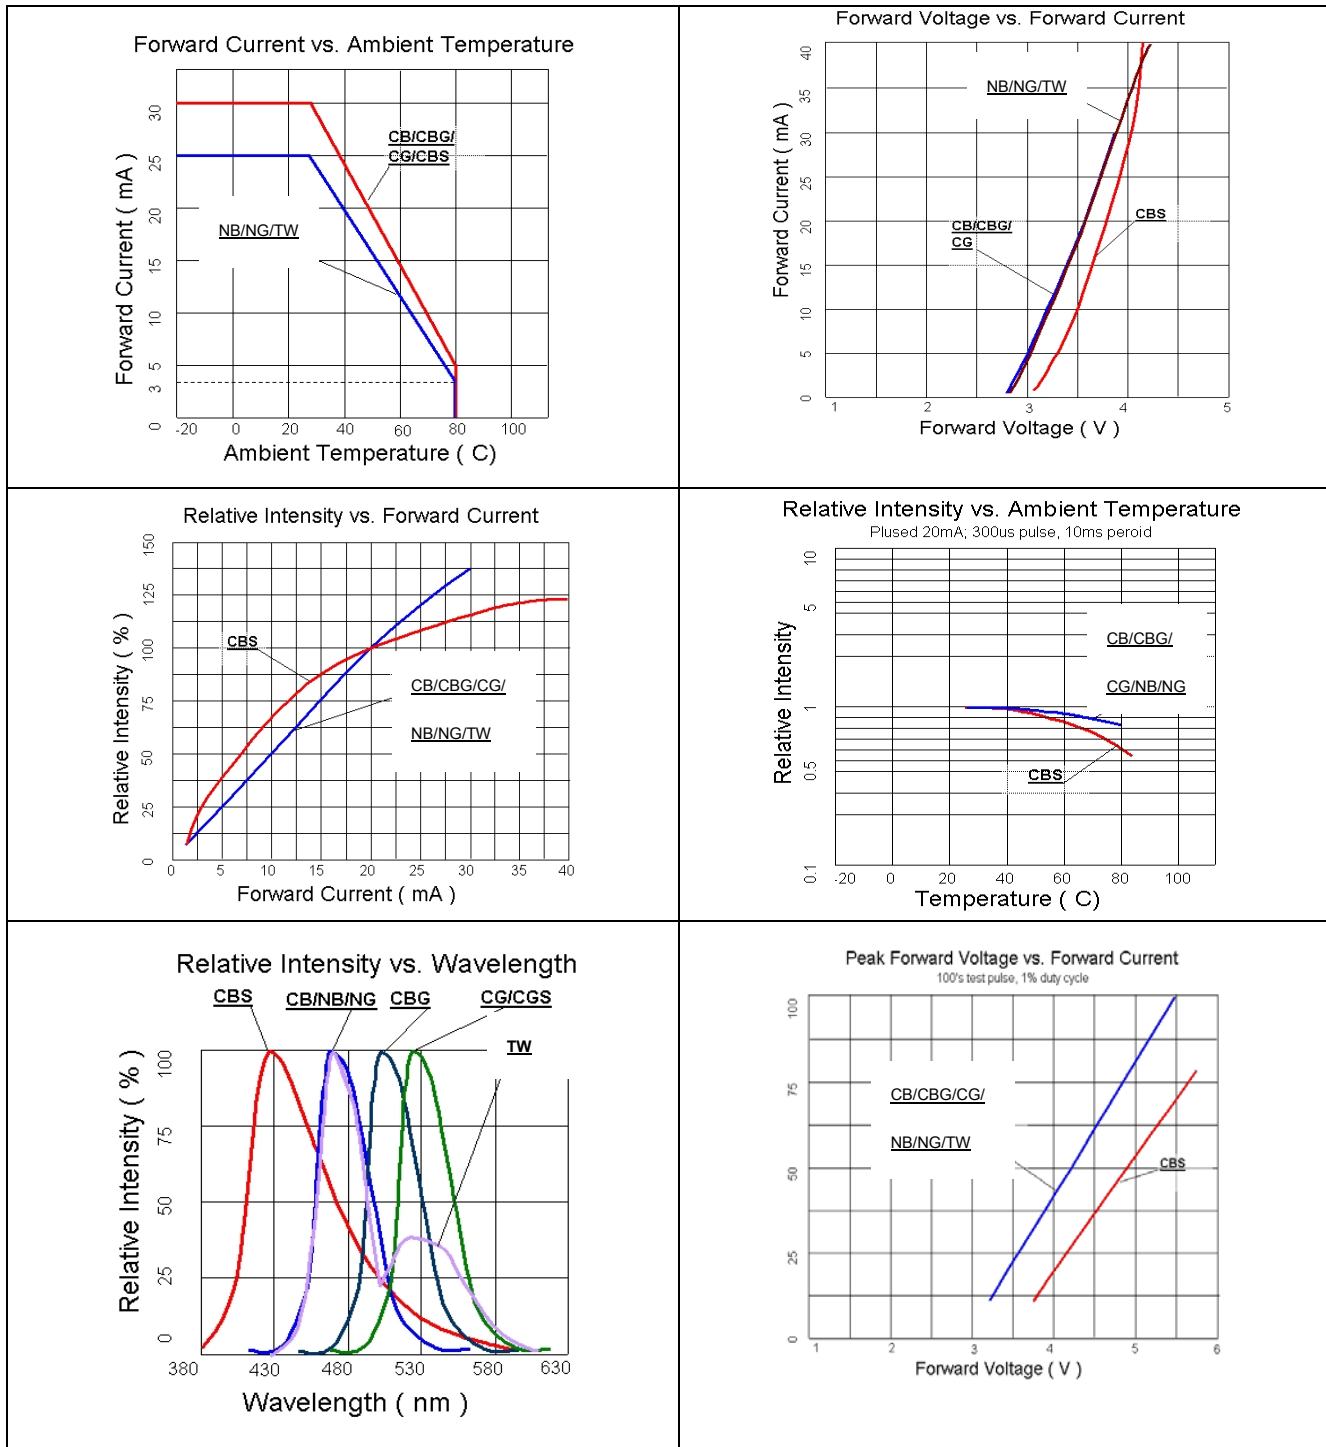 Forward Current vs. Ambient Temperature
Forward Current ( mA )
30
25
20
15
10
5
3
0
CB/CBG/
CG/CBS
NB/NG/TW
-20 0 20 40 60 80 100
Ambient Temperature ( C)
Forward Voltage vs. Forward Current
Forward Current ( mA )
40
35
30
25
20
15
10
5
0
NB/NG/TW
CB/CBG/
CG
CBS
1 2 3 4 5
Forward Voltage ( V )
Relative Intensity vs. Forward Current
Relative Intensity ( % )
150
125
100
75
50
25
0
CBS
CB/CBG/CG/
NB/NG/TW
0 5 10 15 20 25 30 35 40
Forward Current ( mA )
Relative Intensity vs. Ambient Temperature
Plused 20mA; 300us pulse, 10ms peroid
Relative Intensity
10
5
1
0.5
0.1
CB/CBG/
CG/NB/NG
CBS
-20 0 20 40 60 80 100
Temperature ( C)
Relative Intensity vs. Wavelength
CBS CB/NB/NG CBG CG/CGS
TW
Relative Intensity ( % )
100
75
50
25
0
380 430 480 530 580 630
Wavelength ( nm )
Peak Forward Voltage vs. Forward Current
100's test pulse, 1% duty cycle
100
75
50
25
0
CB/CBG/CG/
NB/NG/TW
CBS
1 2 3 4 5 6
Forward Voltage ( V )